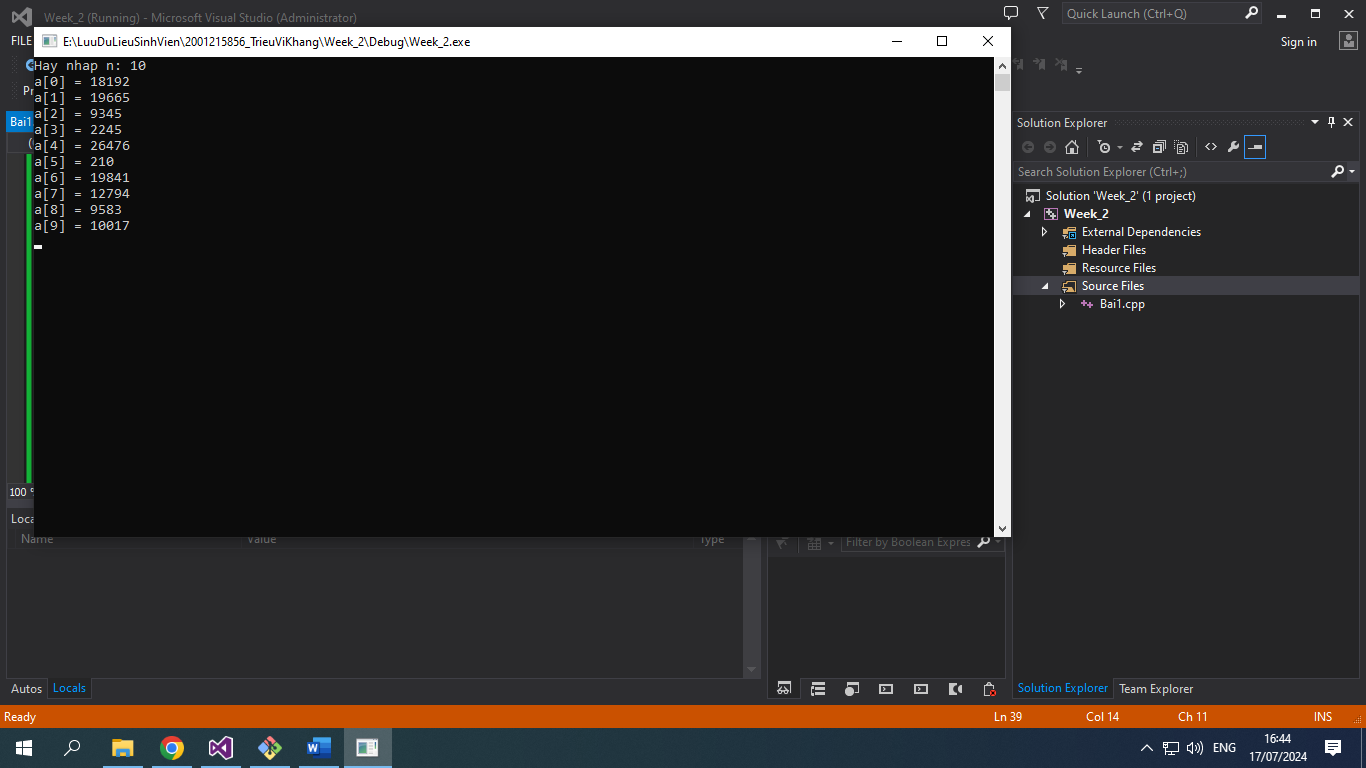 Week_2 (Running) - Microsoft Visual Studio (Administrator)
Quick Launch (Ctrl+Q)
FILE
Sign in
E:\LuuDuLieuSinhVien\2001215856_TrieuViKhang\Week_2\Debug\Week_2.exe
Hay nhap n: 10
a[0] = 18192
a[1] = 19665
a[2] = 9345
a[3] = 2245
a[4] = 26476
a[5] = 210
a[6] = 19841
a[7] = 12794
a[8] = 9583
a[9] = 10017
Bai1
100 %
Solution Explorer
Search Solution Explorer (Ctrl+;)
Solution 'Week_2' (1 project)
Week_2
External Dependencies
Header Files
Resource Files
Source Files
Bai1.cpp
Name Value Type
Filter by Boolean Expres
Autos Locals
Solution Explorer Team Explorer
Ready Ln 39 Col 14 Ch 11 INS
ENG
16:44
17/07/2024